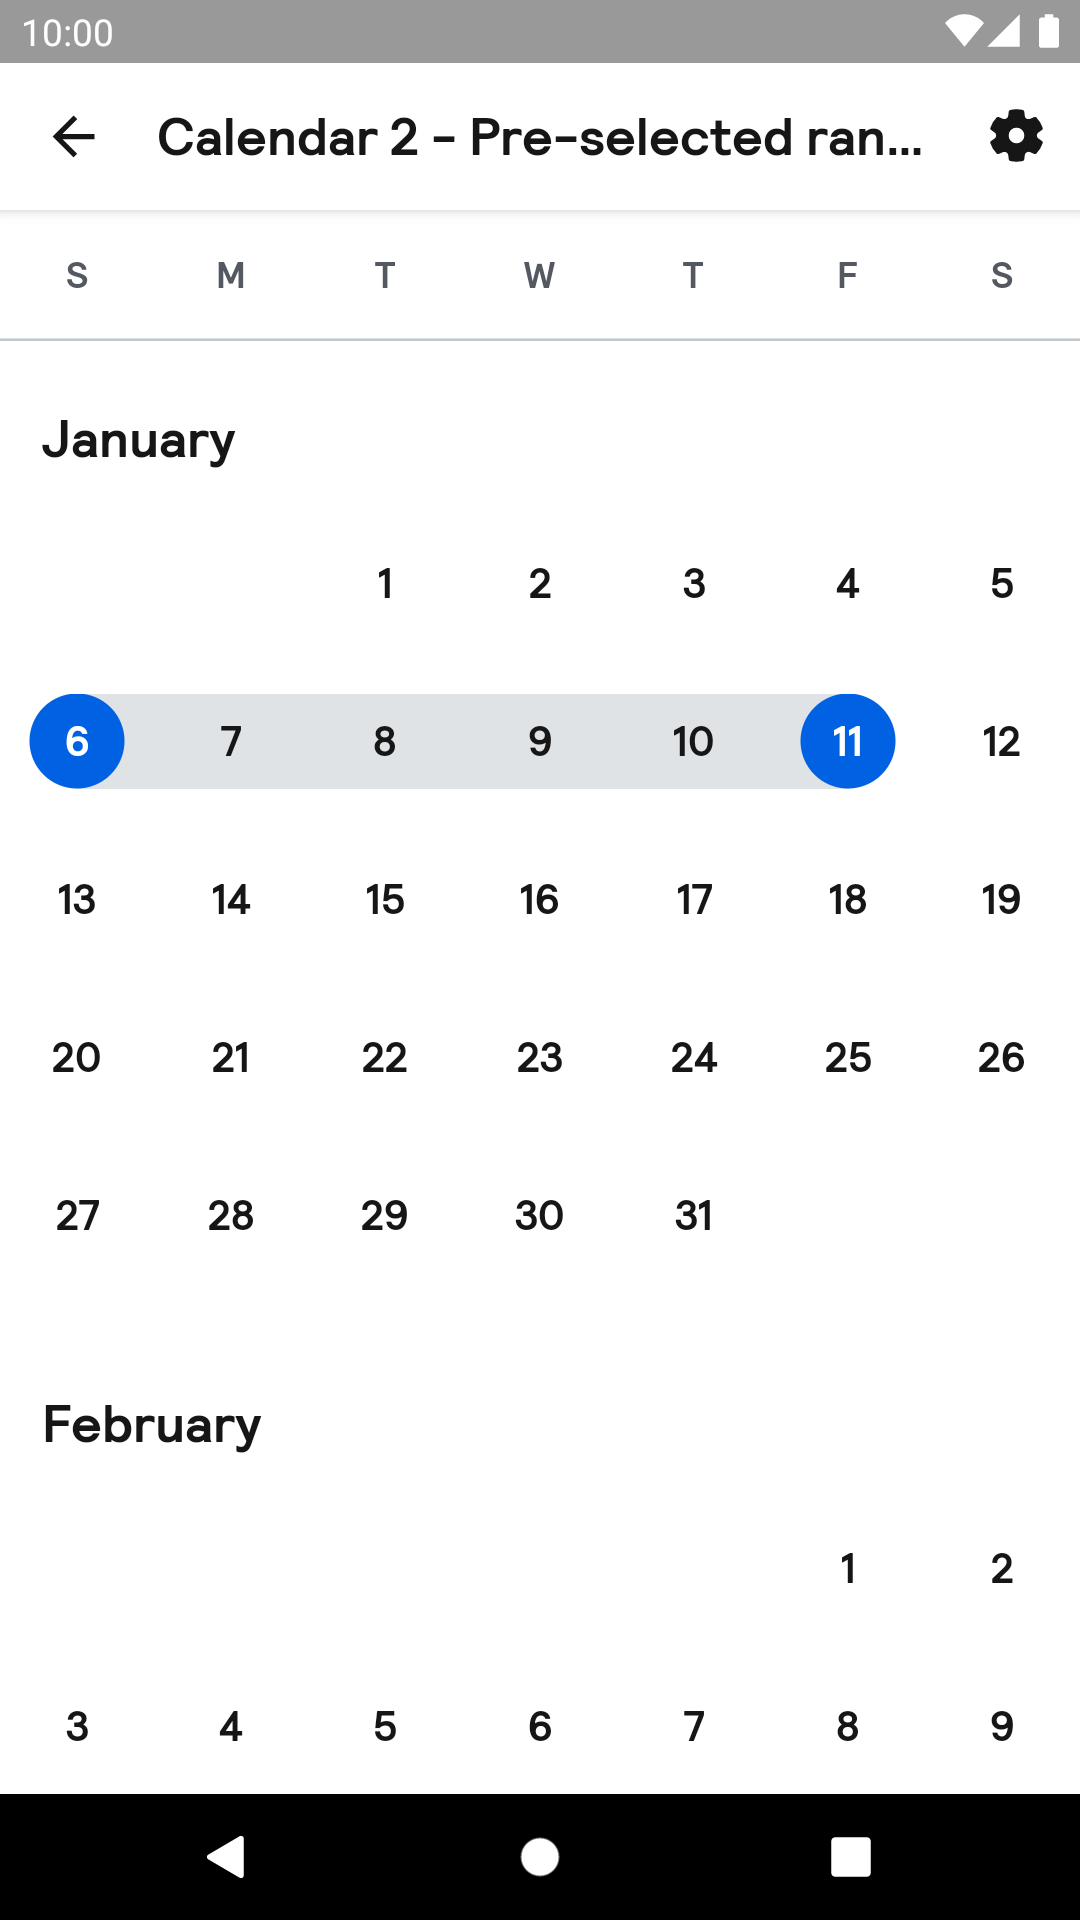 10:00
Calendar 2 - Pre-selected ran...
S M T W T F S
January
1 2 3 4 5
6 7 8 9 10 11 12
13 14 15 16 17 18 19
20 21 22 23 24 25 26
27 28 29 30 31
February
1 2
3 4 5 6 7 8 9